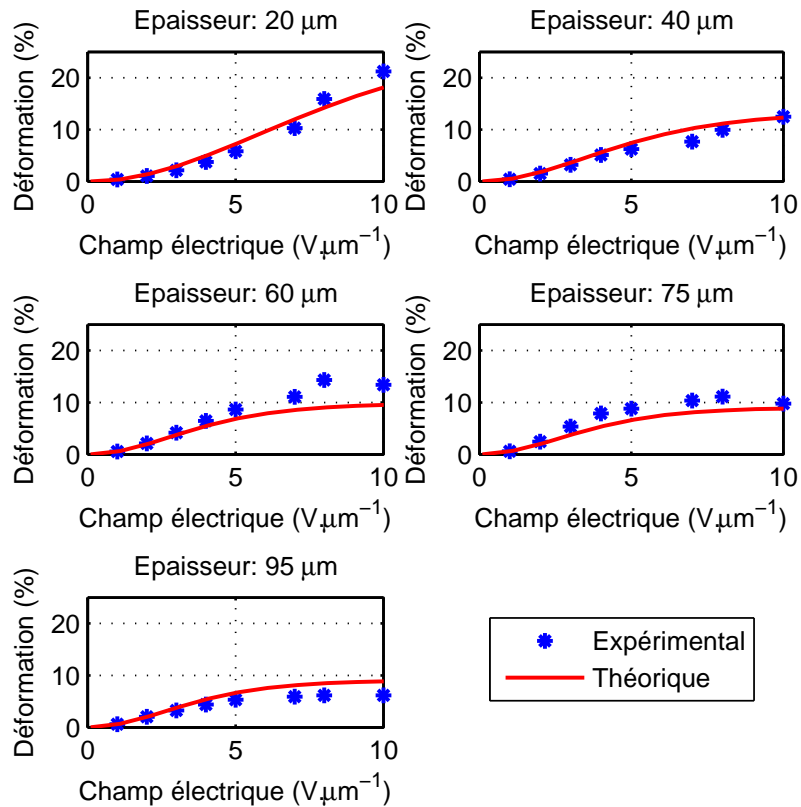 Epaisseur: 20 µm
Déformation (%)
20
10
0
0 5 10
Champ électrique (V.µm⁻¹)
Epaisseur: 40 µm
Déformation (%)
20
10
0
0 5 10
Champ électrique (V.µm⁻¹)
Epaisseur: 60 µm
Déformation (%)
20
10
0
0 5 10
Champ électrique (V.µm⁻¹)
Epaisseur: 75 µm
Déformation (%)
20
10
0
0 5 10
Champ électrique (V.µm⁻¹)
Epaisseur: 95 µm
Déformation (%)
20
10
0
0 5 10
Champ électrique (V.µm⁻¹)
Expérimental
Théorique